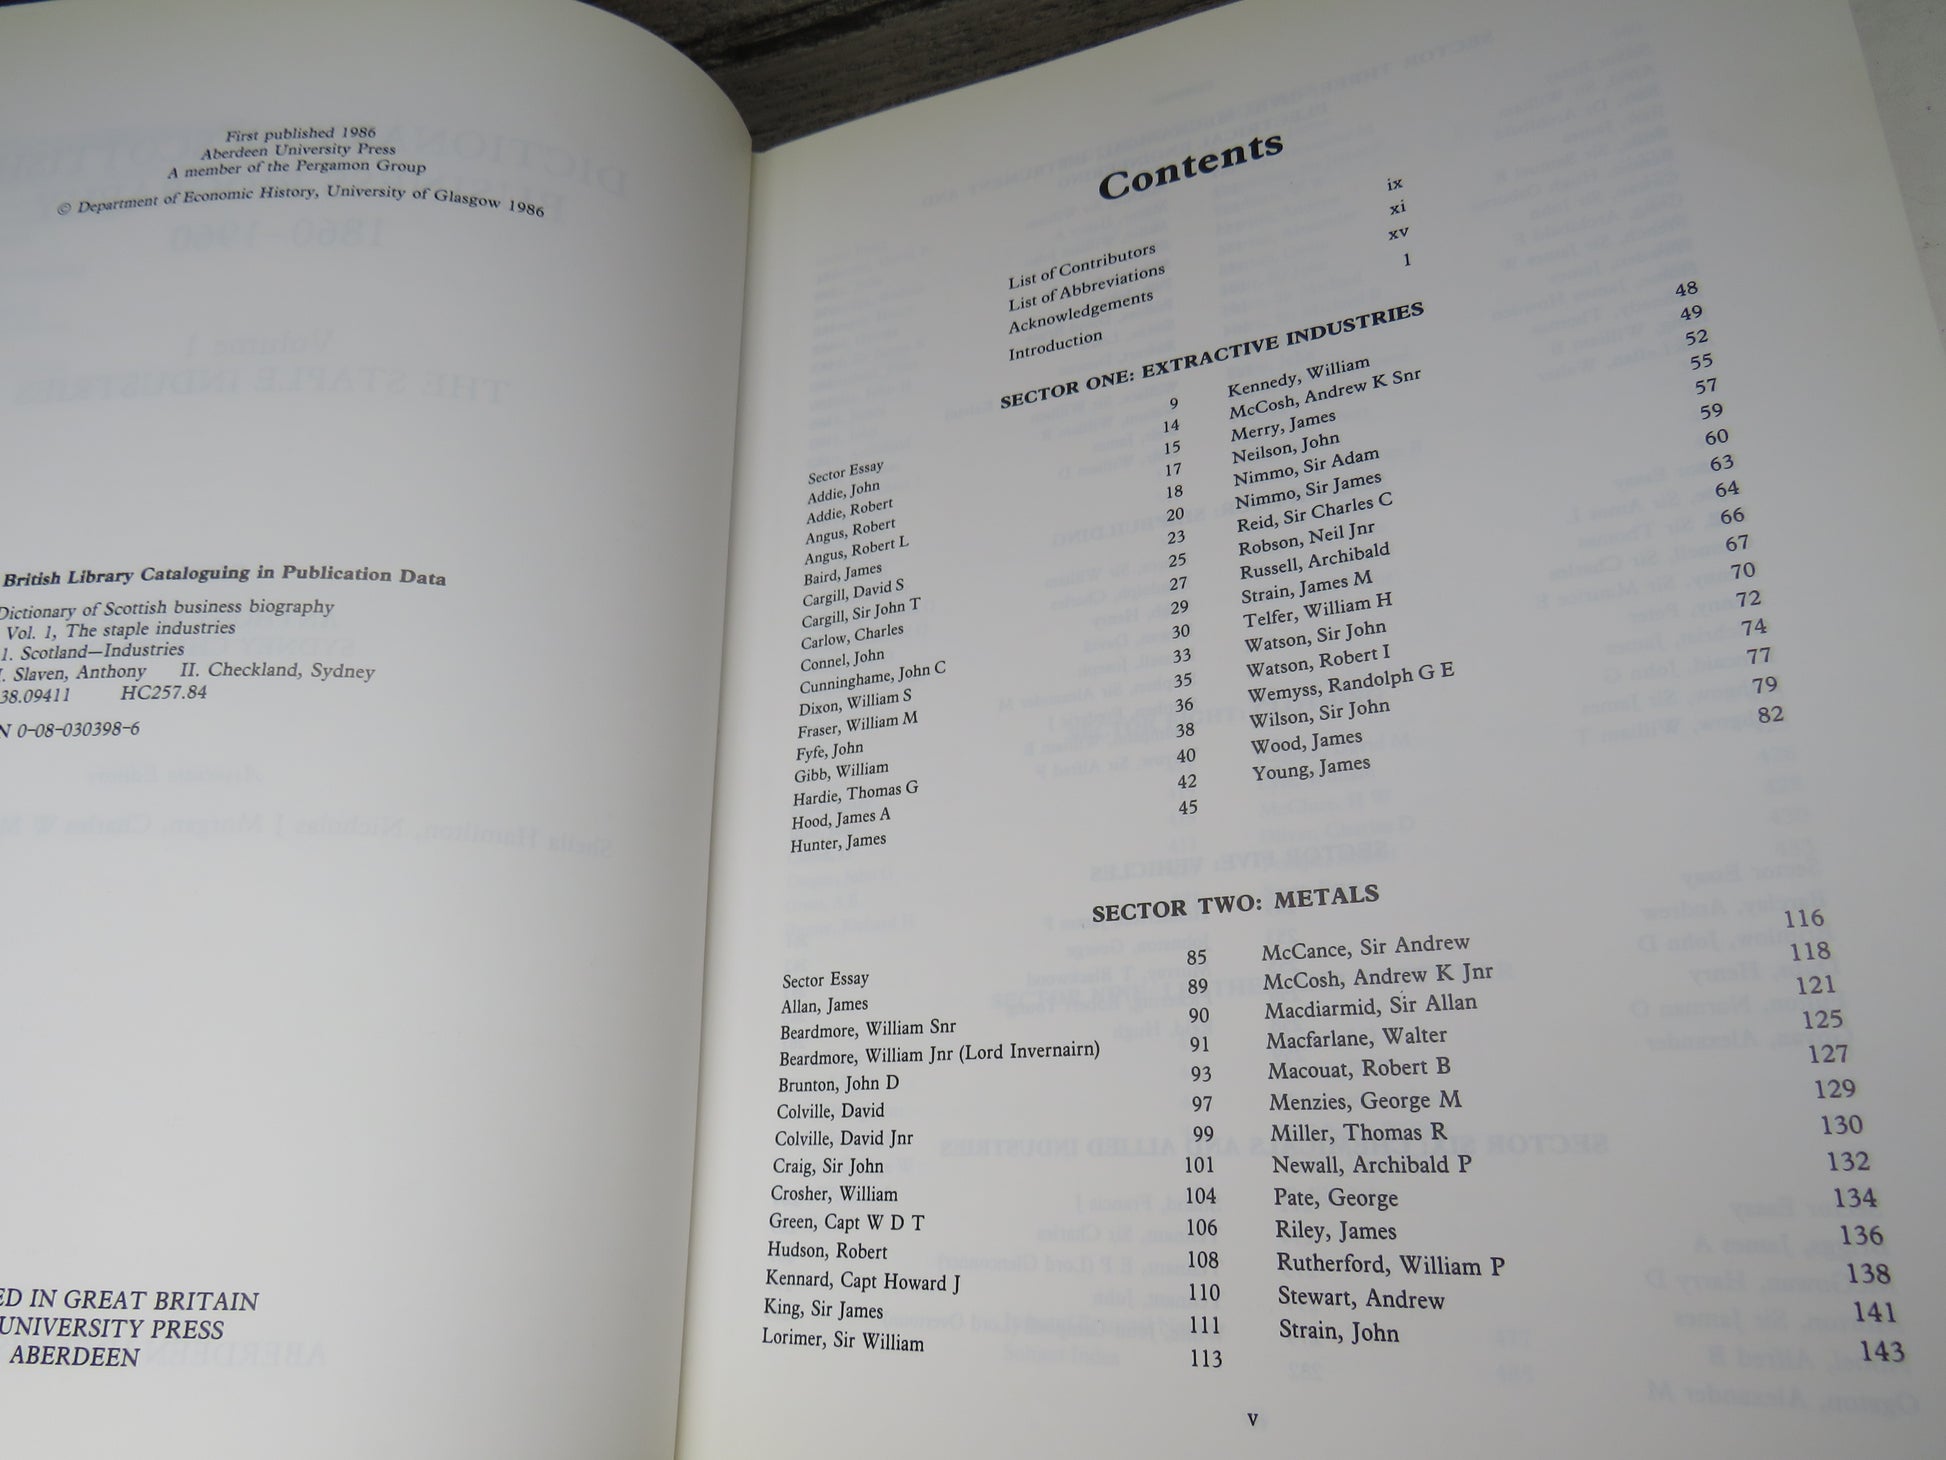 First published 1986
Aberdeen University Press
A member of the Pergamon Group
© Department of Economic History, University of Glasgow 1986
British Library Cataloguing in Publication Data
Dictionary of Scottish business biography
Vol. 1, The staple industries
1. Scotland—Industries
I. Slaven, Anthony II. Checkland, Sydney
38.09411 HC257.84
N 0-08-030398-6
ED IN GREAT BRITAIN
UNIVERSITY PRESS
ABERDEEN
Contents
List of Contributors ix
List of Abbreviations xi
Acknowledgements xv
Introduction 1
SECTOR ONE: EXTRACTIVE INDUSTRIES
Sector Essay 9
Addie, John 14
Addie, Robert 15
Angus, Robert 17
Angus, Robert L 18
Baird, James 20
Cargill, David S 23
Cargill, Sir John T 25
Carlow, Charles 27
Connel, John 29
Cunninghame, John C 30
Dixon, William S 33
Fraser, William M 35
Fyfe, John 36
Gibb, William 38
Hardie, Thomas G 40
Hood, James A 42
Hunter, James 45
Kennedy, William 48
McCosh, Andrew K Snr 49
Merry, James 52
Neilson, John 55
Nimmo, Sir Adam 57
Nimmo, Sir James 59
Reid, Sir Charles C 60
Robson, Neil Jnr 63
Russell, Archibald 64
Strain, James M 66
Telfer, William H 67
Watson, Sir John 70
Watson, Robert I 72
Wemyss, Randolph G E 74
Wilson, Sir John 77
Wood, James 79
Young, James 82
SECTOR TWO: METALS
Sector Essay 85
Allan, James 89
Beardmore, William Snr 90
Beardmore, William Jnr (Lord Invernairn) 91
Brunton, John D 93
Colville, David 97
Colville, David Jnr 99
Craig, Sir John 101
Crosher, William 104
Green, Capt W D T 106
Hudson, Robert 108
Kennard, Capt Howard J 110
King, Sir James 111
Lorimer, Sir William 113
McCance, Sir Andrew 116
McCosh, Andrew K Jnr 118
Macdiarmid, Sir Allan 121
Macfarlane, Walter 125
Macouat, Robert B 127
Menzies, George M 129
Miller, Thomas R 130
Newall, Archibald P 132
Pate, George 134
Riley, James 136
Rutherford, William P 138
Stewart, Andrew 141
Strain, John 143
v